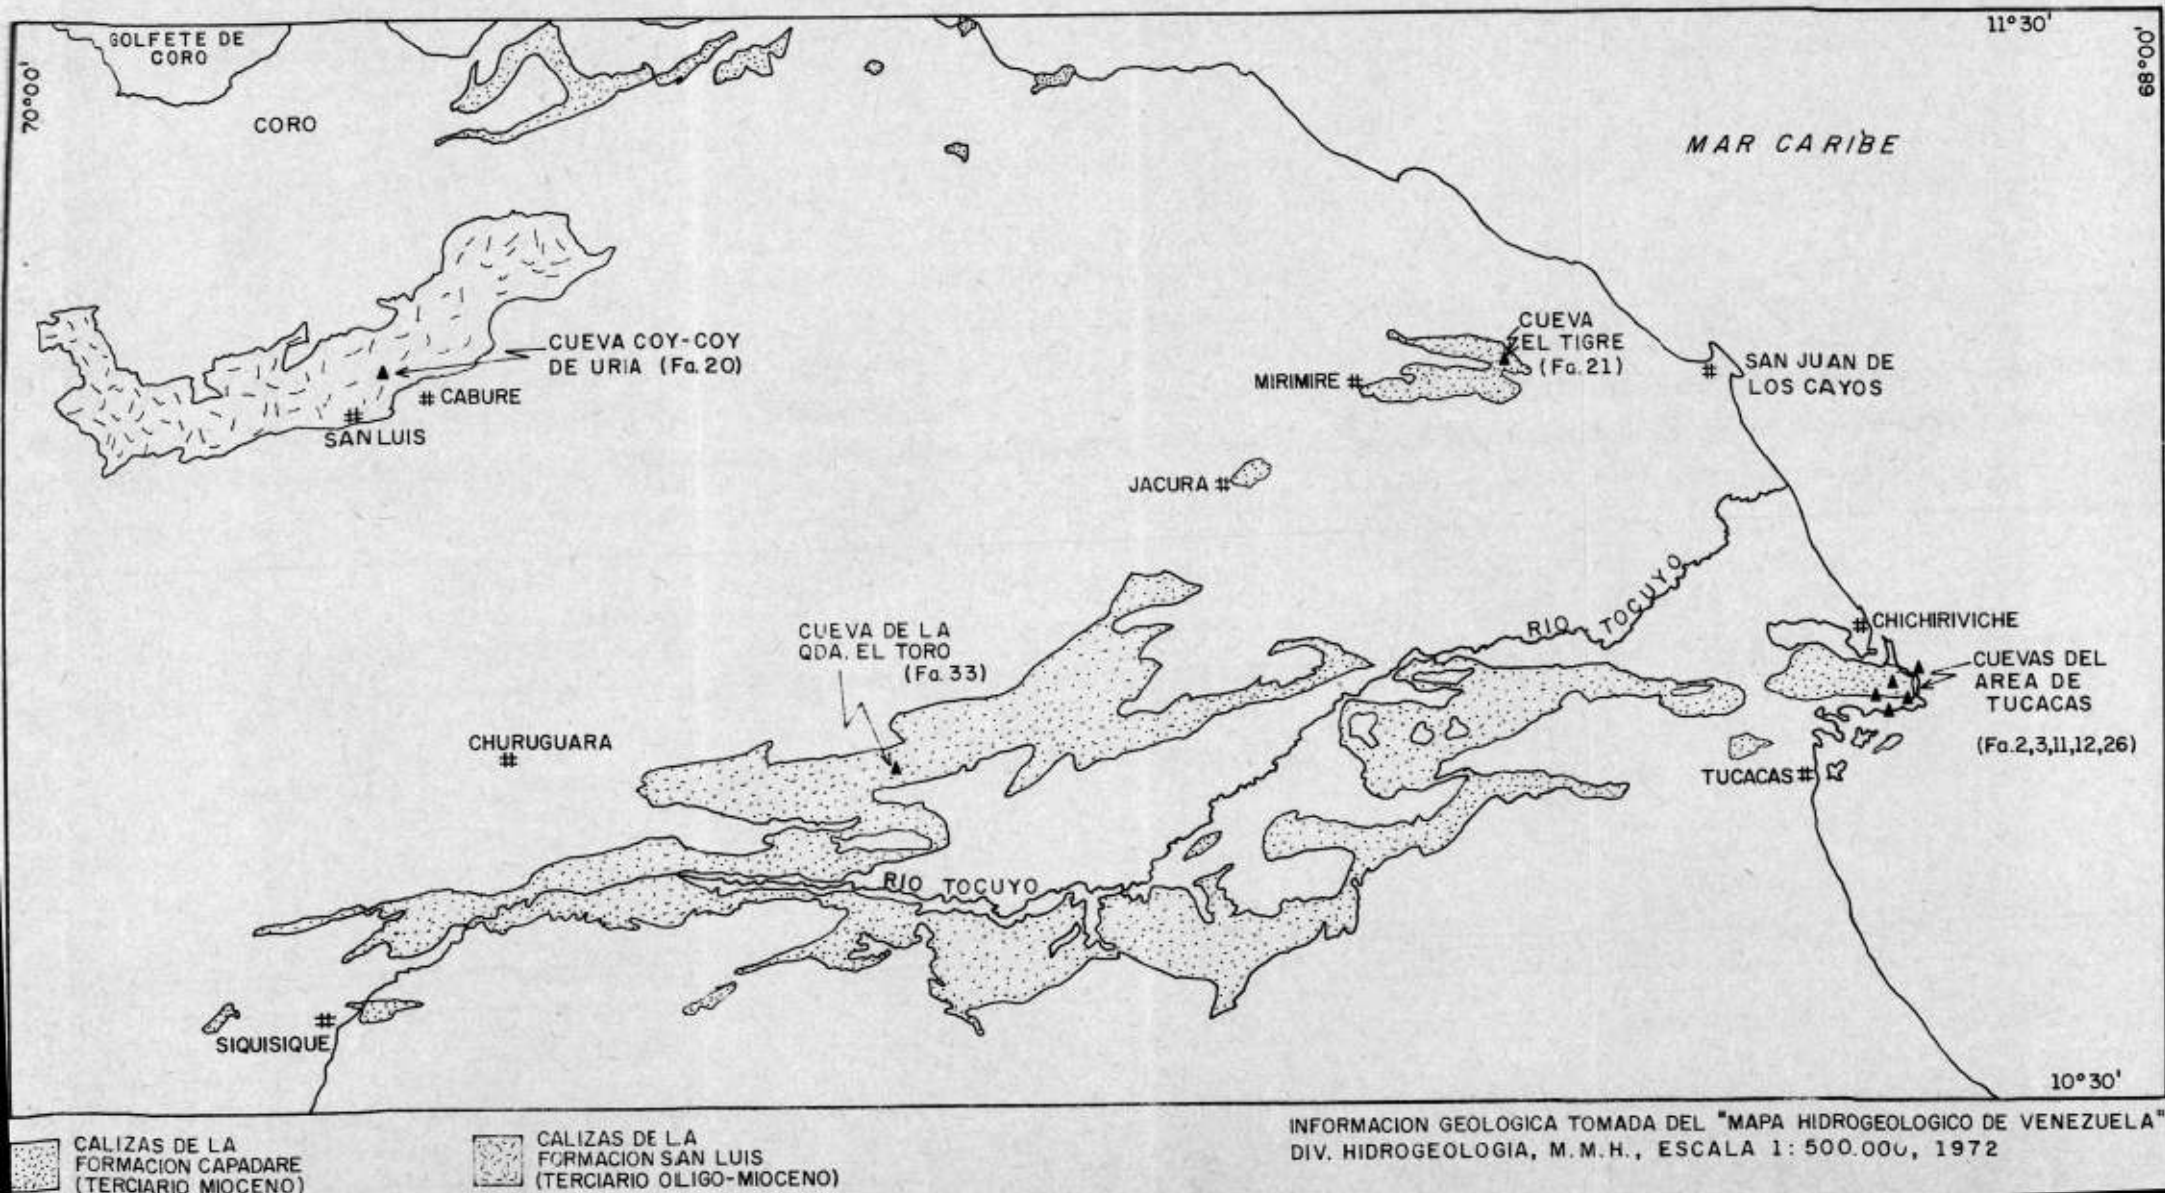 GOLFETE DE
CORO
11°30'
68°00'
70°00'
CORO
MAR CARIBE
CUEVA COY-COY
DE URIA (Fa.20)
CABURE
SAN LUIS
CUEVA
EL TIGRE
(Fa.21)
MIRIMIRE
SAN JUAN DE
LOS CAYOS
JACURA
RIO TOCUYO
CHICHIRIVICHE
CUEVA DE LA
QDA. EL TORO
(Fa.33)
CUEVAS DEL
AREA DE
TUCACAS
(Fa.2,3,11,12,26)
CHURUGUARA
TUCACAS
RIO TOCUYO
SIQUISIQUE
10°30'
CALIZAS DE LA
FORMACION CAPADARE
(TERCIARIO MIOCENO)
CALIZAS DE LA
FORMACION SAN LUIS
(TERCIARIO OLIGO-MIOCENO)
INFORMACION GEOLOGICA TOMADA DEL "MAPA HIDROGEOLOGICO DE VENEZUELA"
DIV. HIDROGEOLOGIA, M.M.H., ESCALA 1:500.000, 1972